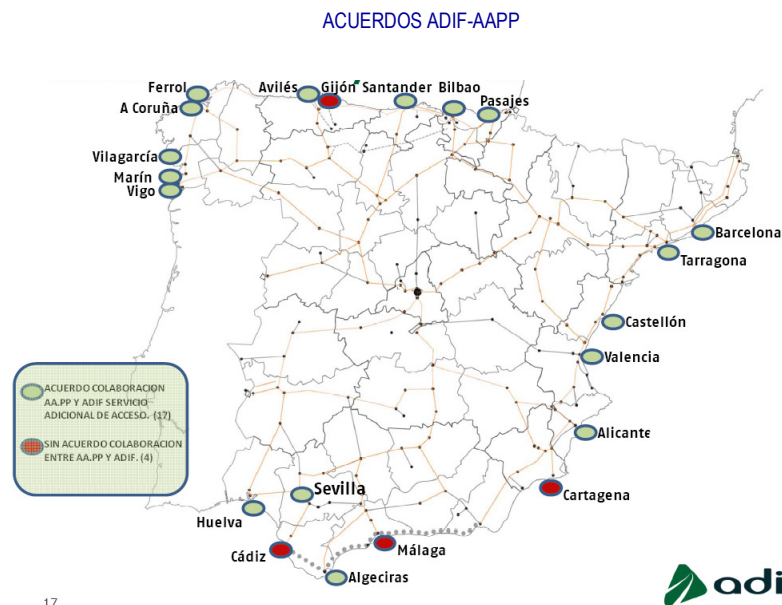 ACUERDOS ADIF-AAPP
Ferrol
Avilés
Gijón
Santander
Bilbao
A Coruña
Pasajes
Vilagarcía
Marín
Vigo
Barcelona
Tarragona
Castellón
Valencia
ACUERDO COLABORACION
AA.PP Y ADIF SERVICIO
ADICIONAL DE ACCESO. (17)
SIN ACUERDO COLABORACION
ENTRE AA.PP Y ADIF. (4)
Alicante
Sevilla
Cartagena
Huelva
Cádiz
Málaga
Algeciras
adi
17